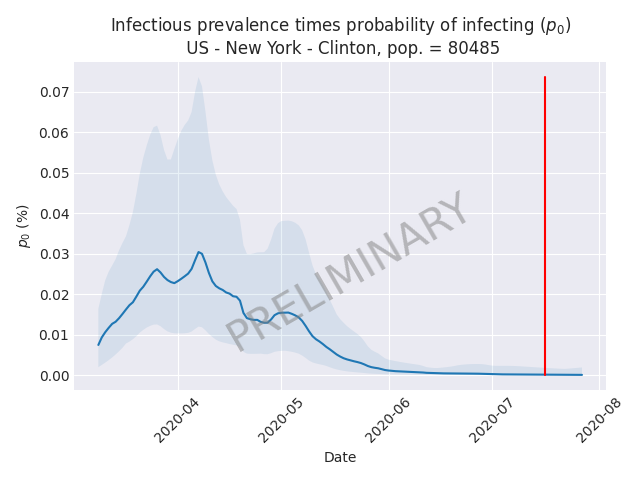 Infectious prevalence times probability of infecting (p₀)
US - New York - Clinton, pop. = 80485
p₀ (%)
0.07
0.06
0.05
0.04
0.03
0.02
0.01
0.00
PRELIMINARY
2020-04
2020-05
2020-06
2020-07
2020-08
Date